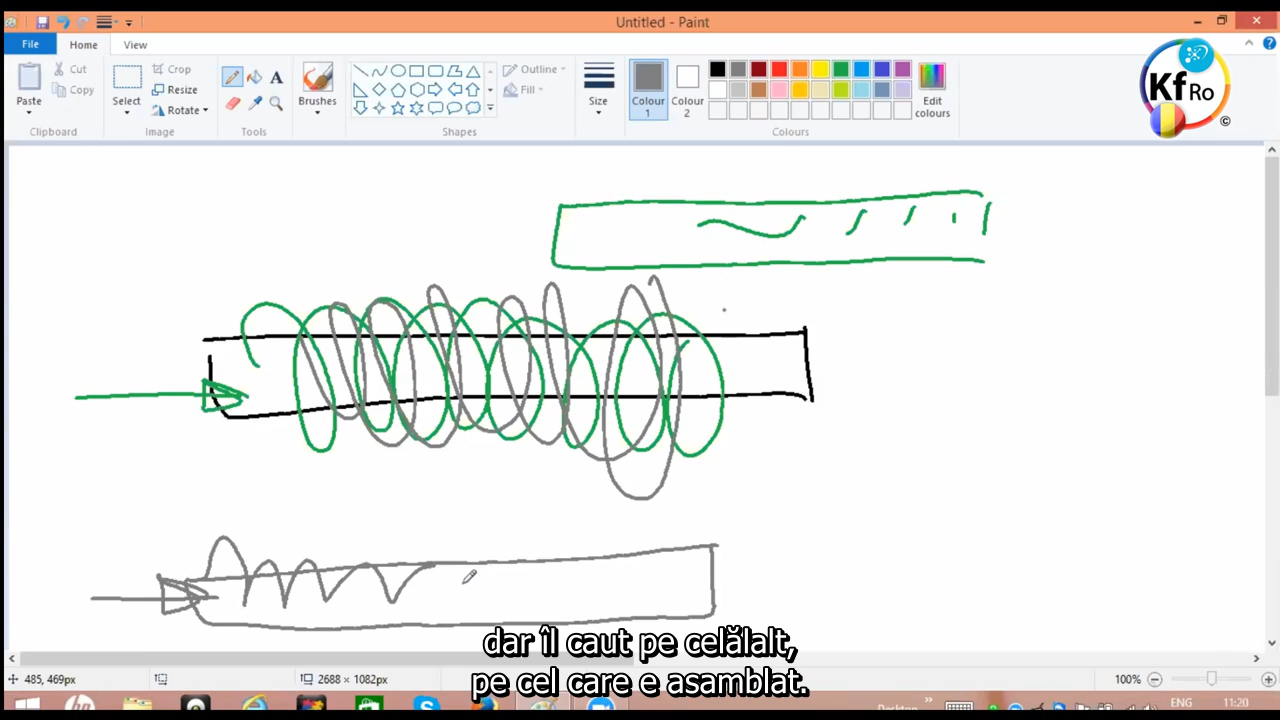 Untitled - Paint
File Home View
Paste
Cut
Copy
Clipboard
Select
Crop
Resize
Rotate
Image
Tools
Brushes
Shapes
Outline
Fill
Size
Colour 1
Colour 2
Edit colours
Colours
Kf Ro
©
dar îl caut pe celălalt,
pe cel care e asamblat.
485, 469px
2688 × 1082px
100%
Desktop
ENG
11:20